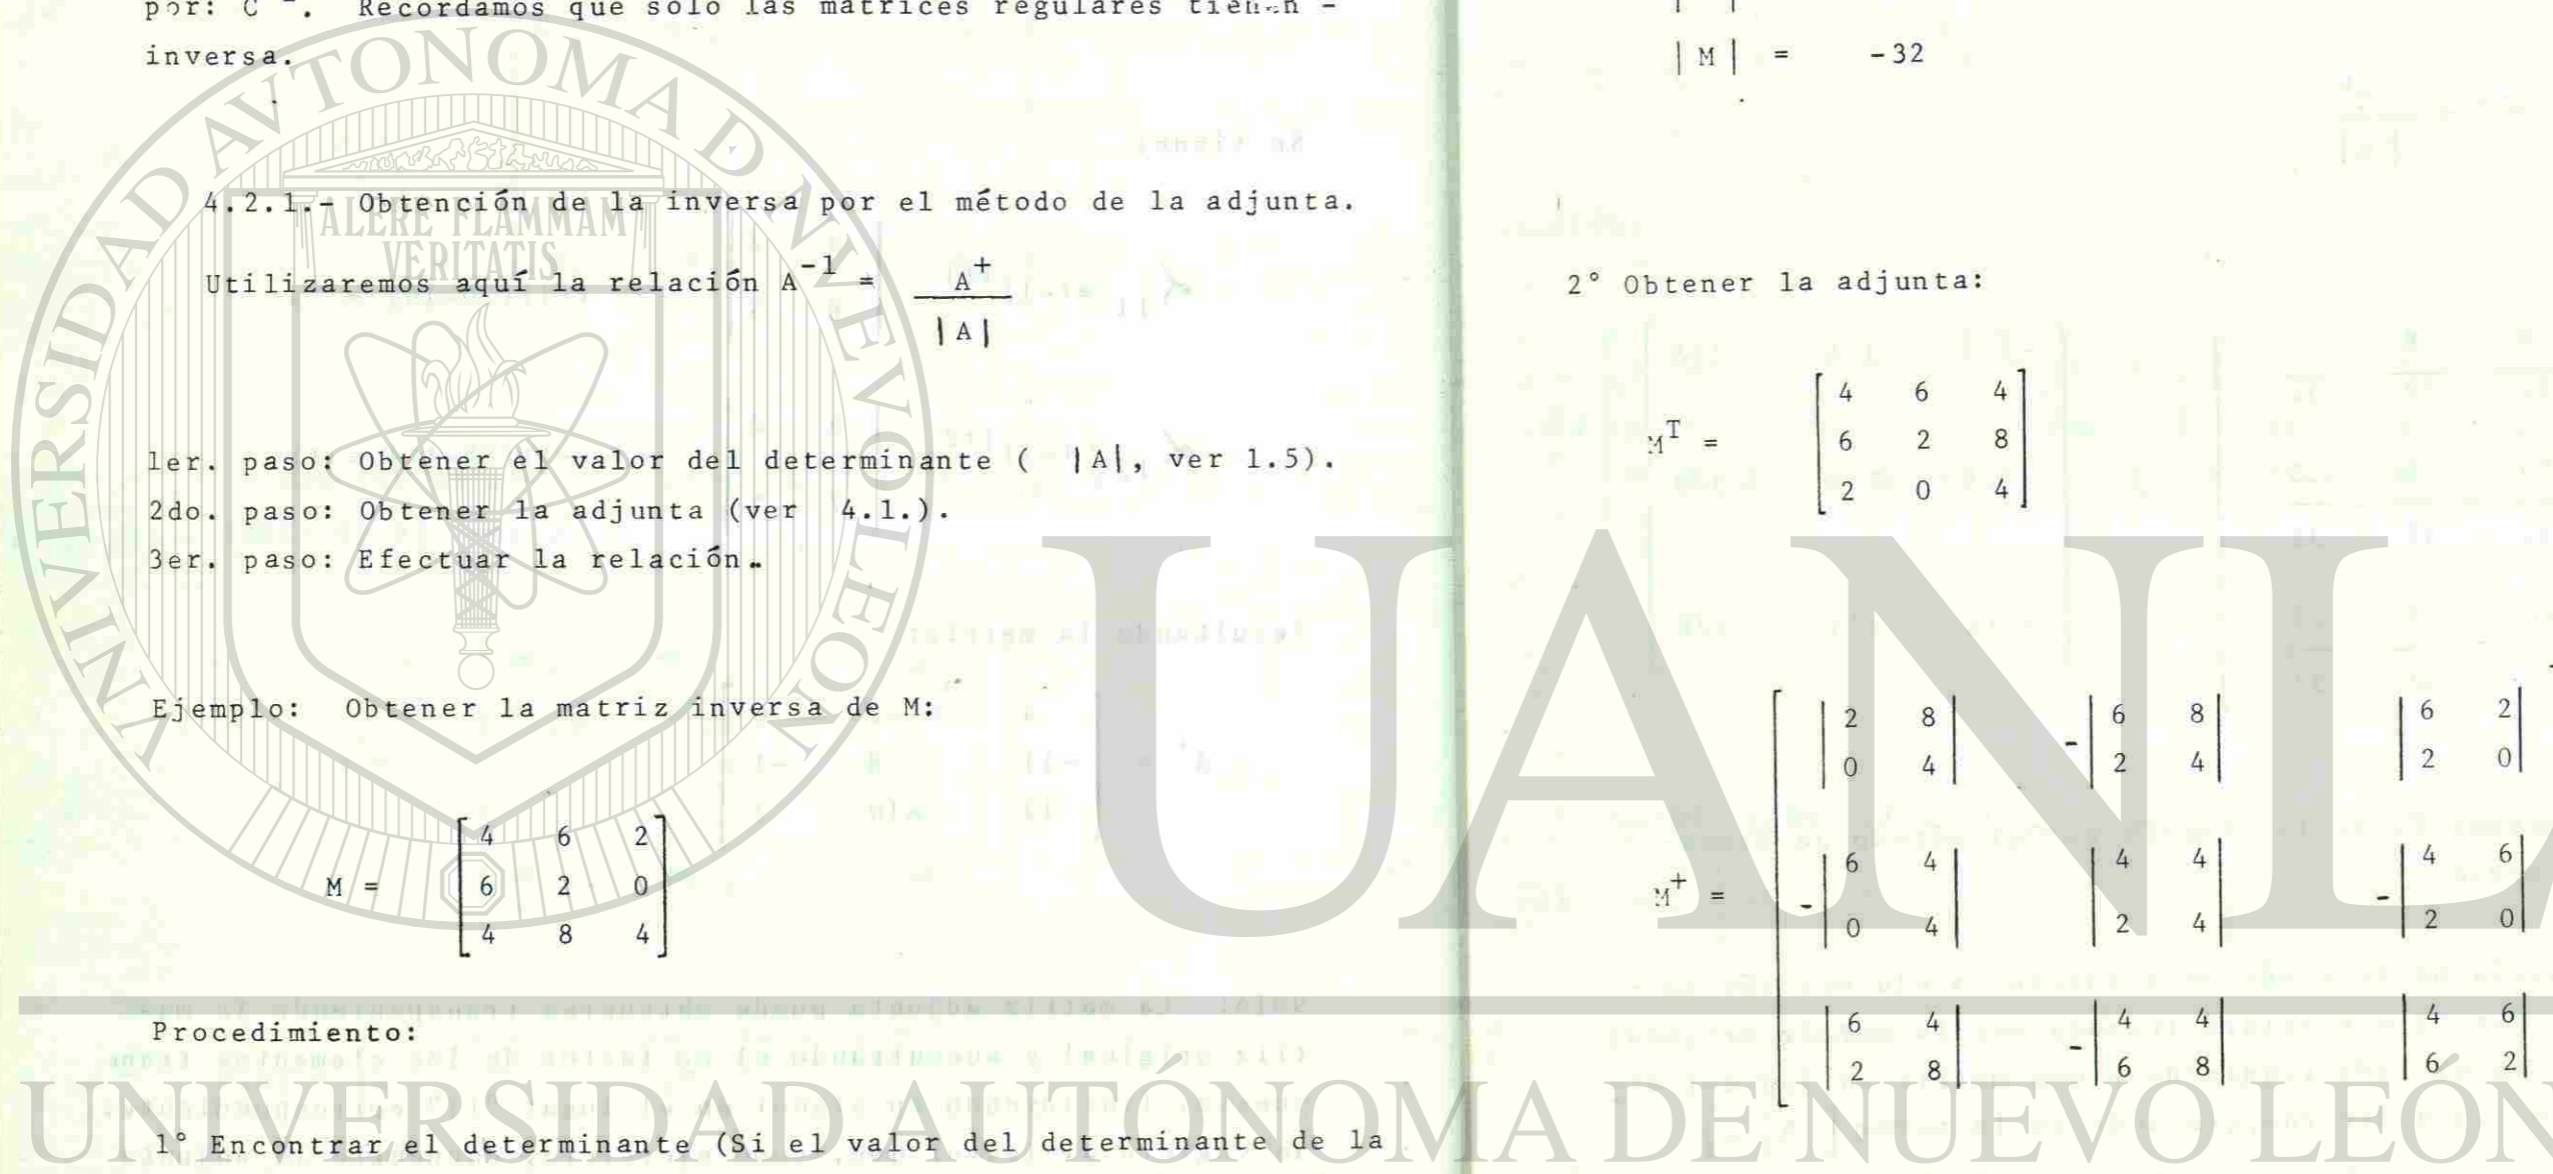 por: C ⁻. Recordamos que solo las matrices regulares tienen -
inversa.
4.2.1.- Obtención de la inversa por el método de la adjunta.
Utilizaremos aquí la relación A⁻¹ = A⁺
|A|
1er. paso: Obtener el valor del determinante ( |A|, ver 1.5).
2do. paso: Obtener la adjunta (ver 4.1.).
3er. paso: Efectuar la relación.
Ejemplo: Obtener la matriz inversa de M:
4 6 2
M = 6 2 0
4 8 4
Procedimiento:
1° Encontrar el determinante (Si el valor del determinante de la
|M| = -32
2° Obtener la adjunta:
4 6 4
Mᵀ = 6 2 8
2 0 4
|2 8| -|6 8| |6 2|
|0 4| |2 4| |2 0|
M⁺ = -|6 4| |4 4| -|4 6|
|0 4| |2 4| |2 0|
|6 4| -|4 4| |4 6|
|2 8| |6 8| |6 2|
UNIVERSIDAD AVTONOMA D NVEVO LEON
ALERE FLAMMAM
VERITATIS
UANL
UNIVERSIDAD AUTÓNOMA DE NUEVO LEÓN